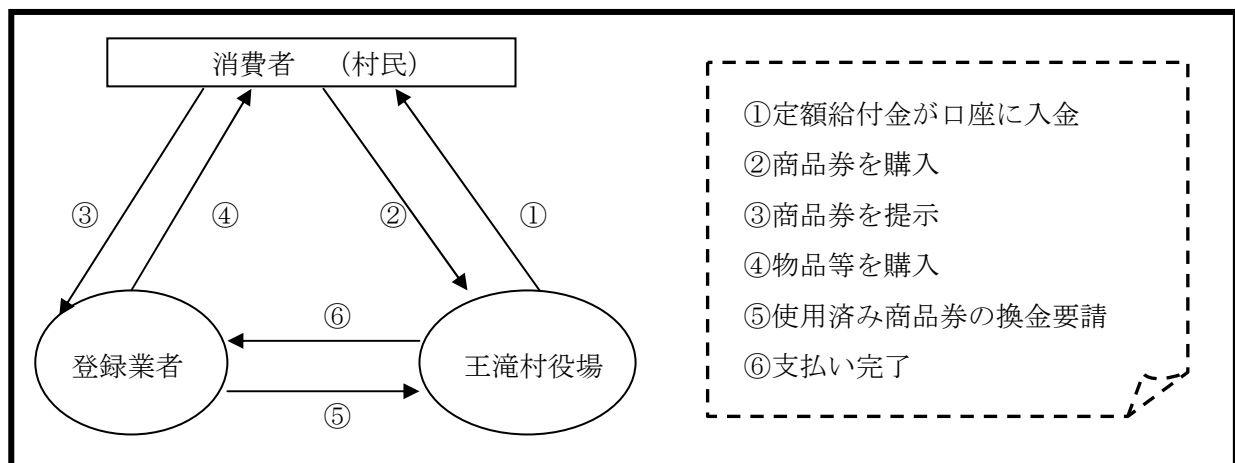 消費者　（村民）
③
④
②
①
⑥
登録業者
王滝村役場
⑤
①定額給付金が口座に入金
②商品券を購入
③商品券を提示
④物品等を購入
⑤使用済み商品券の換金要請
⑥支払い完了